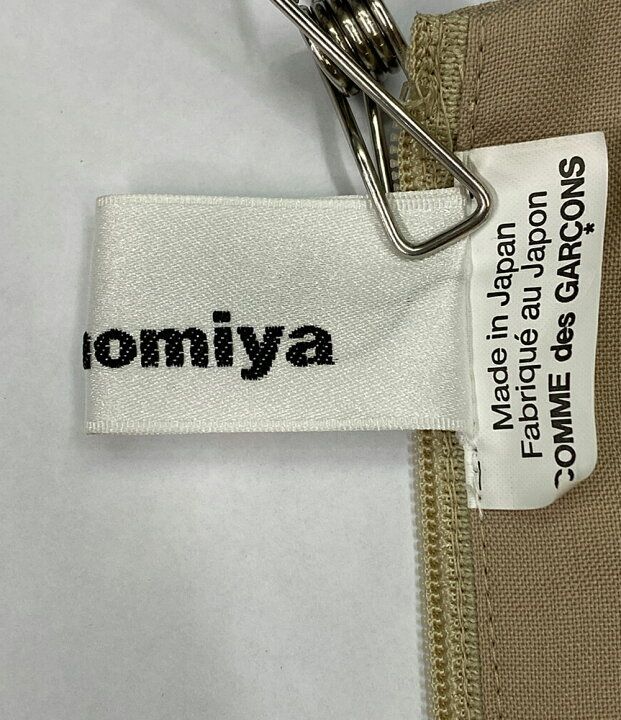 nomiya
Made in Japan
Fabriqué au Japon
COMME des GARÇONS